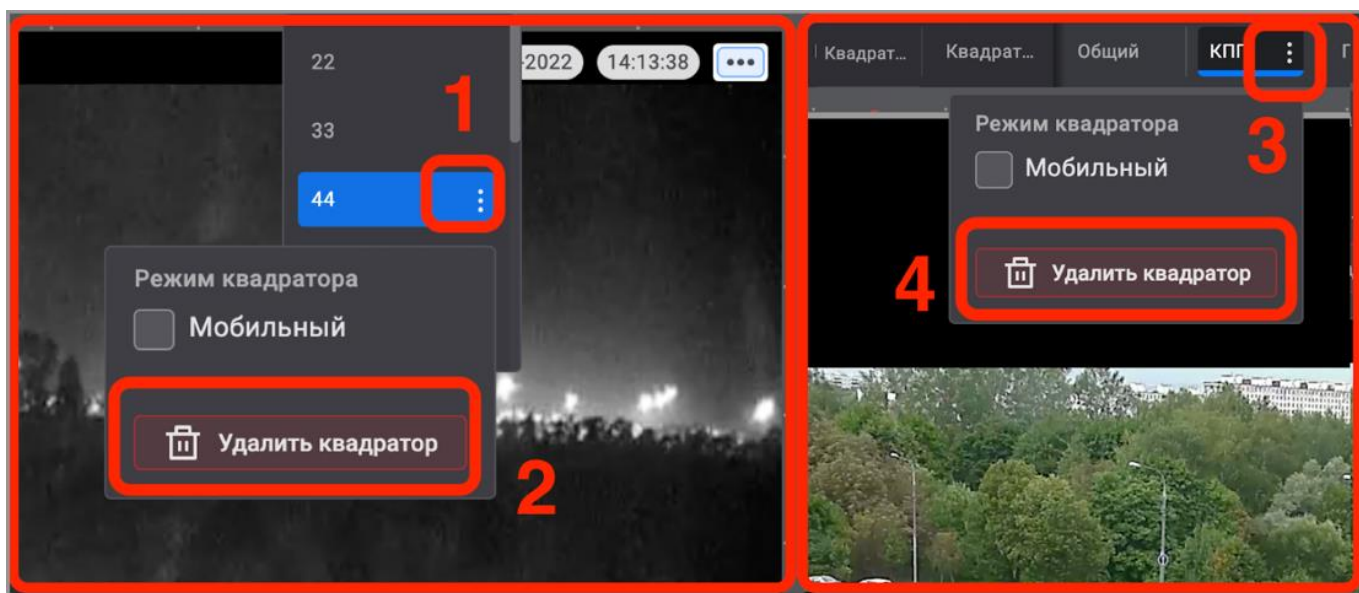 22
-2022
14:13:38
33
1
44
Режим квадратора
Мобильный
Удалить квадратор
2
Квадрат...
Квадрат...
Общий
КПП
Режим квадратора
3
Мобильный
4
Удалить квадратор